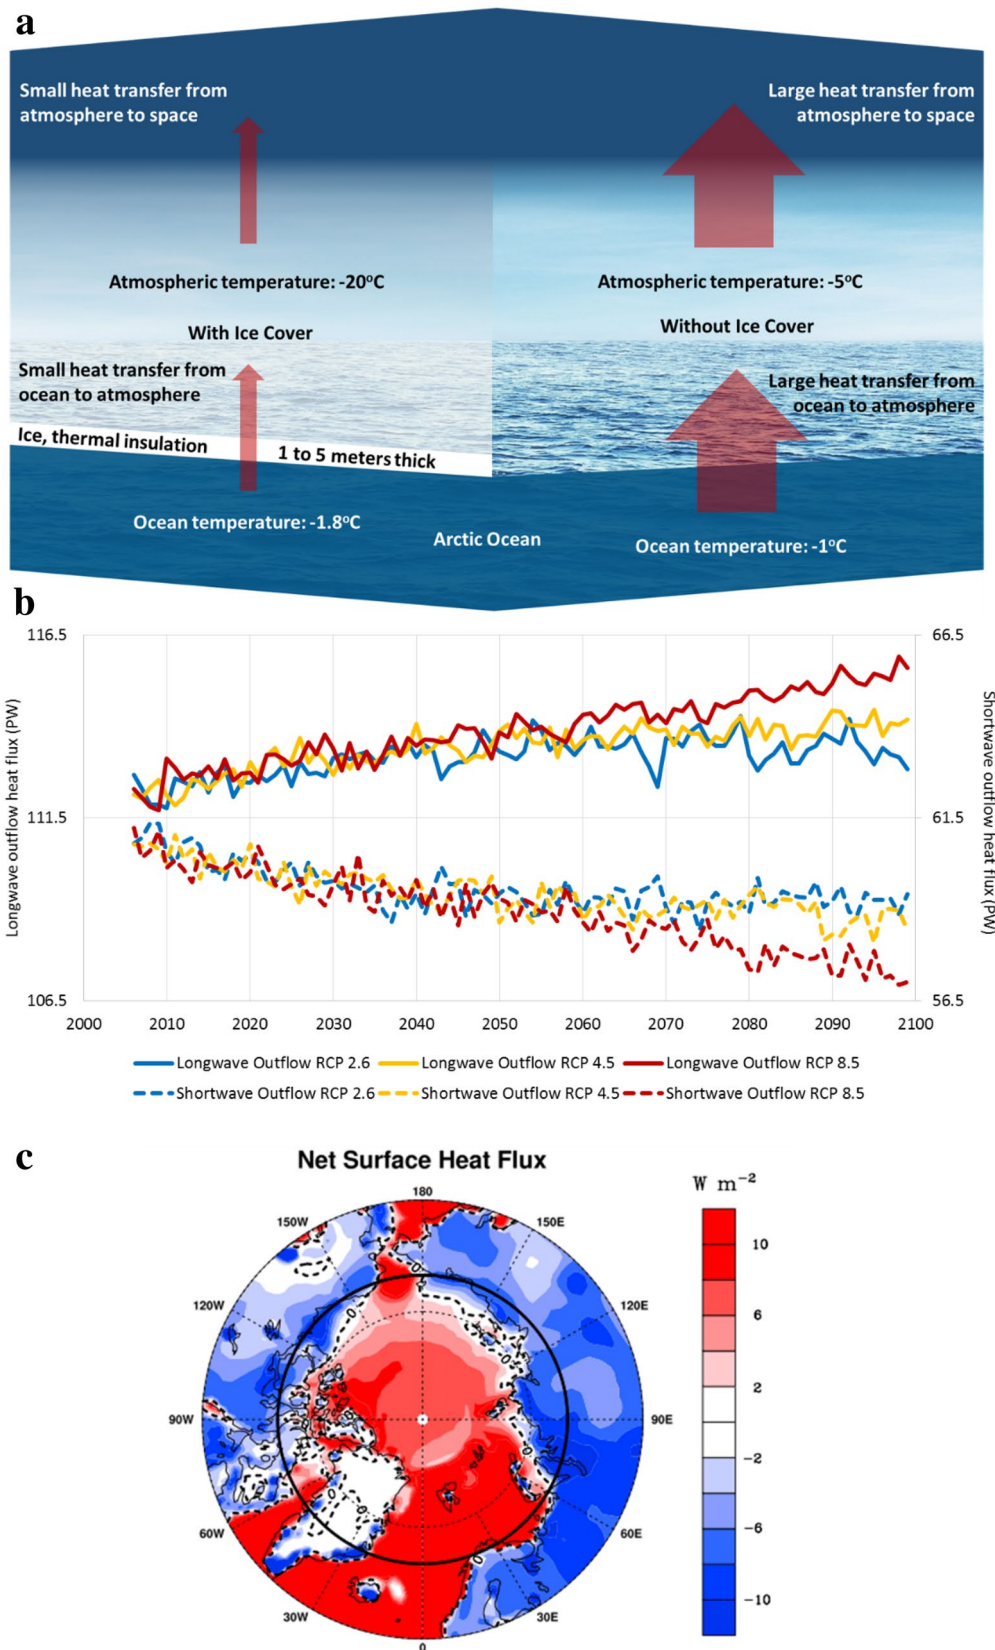 a
Small heat transfer from
atmosphere to space
Large heat transfer from
atmosphere to space
Atmospheric temperature: -20ºC
Atmospheric temperature: -5ºC
With Ice Cover
Without Ice Cover
Small heat transfer from
ocean to atmosphere
Large heat transfer from
ocean to atmosphere
Ice, thermal insulation
1 to 5 meters thick
Ocean temperature: -1.8ºC
Arctic Ocean
Ocean temperature: -1ºC
b
116.5
66.5
Longwave outflow heat flux (PW)
111.5
61.5
Shortwave outflow heat flux (PW)
106.5
56.5
2000 2010 2020 2030 2040 2050 2060 2070 2080 2090 2100
Longwave Outflow RCP 2.6 Longwave Outflow RCP 4.5 Longwave Outflow RCP 8.5
Shortwave Outflow RCP 2.6 Shortwave Outflow RCP 4.5 Shortwave Outflow RCP 8.5
c
Net Surface Heat Flux
W m⁻²
180
150W
150E
120W
120E
90W
90E
60W
60E
30W
30E
0
10
6
2
-2
-6
-10